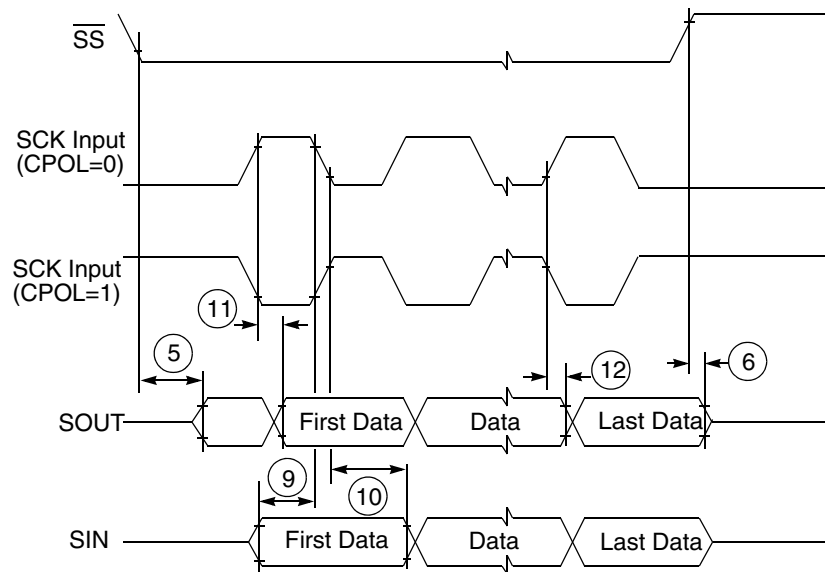 SS
SCK Input
(CPOL=0)
SCK Input
(CPOL=1)
11
5
12
6
SOUT
First Data
Data
Last Data
9
10
SIN
First Data
Data
Last Data